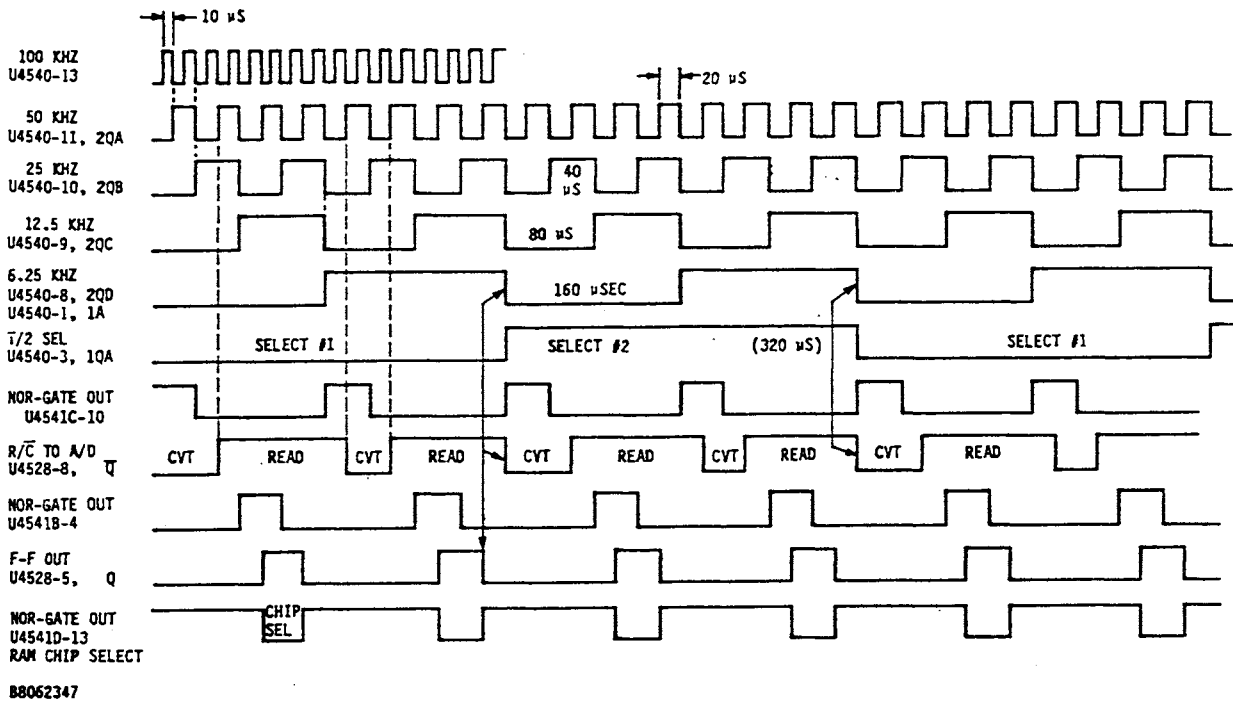 10 µS
100 KHZ
U4540-13
20 µS
50 KHZ
U4540-11, 2QA
25 KHZ
U4540-10, 2QB
40
µS
12.5 KHZ
U4540-9, 2QC
80 µS
6.25 KHZ
U4540-8, 2QD
U4540-1, 1A
160 µSEC
1̅/2 SEL
U4540-3, 1QA
SELECT #1 SELECT #2 (320 µS) SELECT #1
NOR-GATE OUT
U4541C-10
R/C̅ TO A/D
U4528-8, Q̅
CVT READ CVT READ CVT READ CVT READ CVT READ
NOR-GATE OUT
U4541B-4
F-F OUT
U4528-5, Q
NOR-GATE OUT
U4541D-13
RAM CHIP SELECT
CHIP
SEL
B8062347